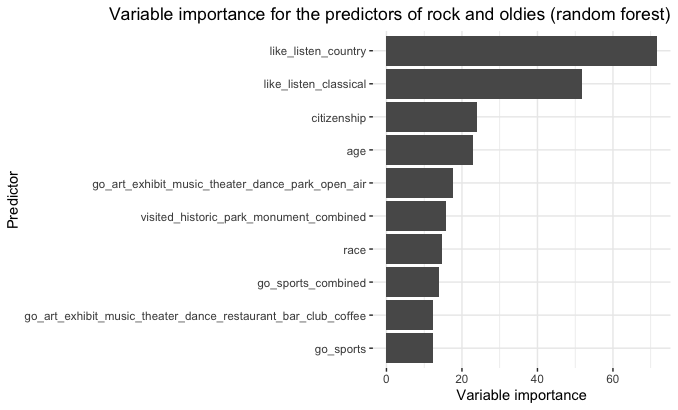 Variable importance for the predictors of rock and oldies (random forest)
like_listen_country
like_listen_classical
citizenship
age
go_art_exhibit_music_theater_dance_park_open_air
visited_historic_park_monument_combined
race
go_sports_combined
go_art_exhibit_music_theater_dance_restaurant_bar_club_coffee
go_sports
Predictor
0 20 40 60
Variable importance